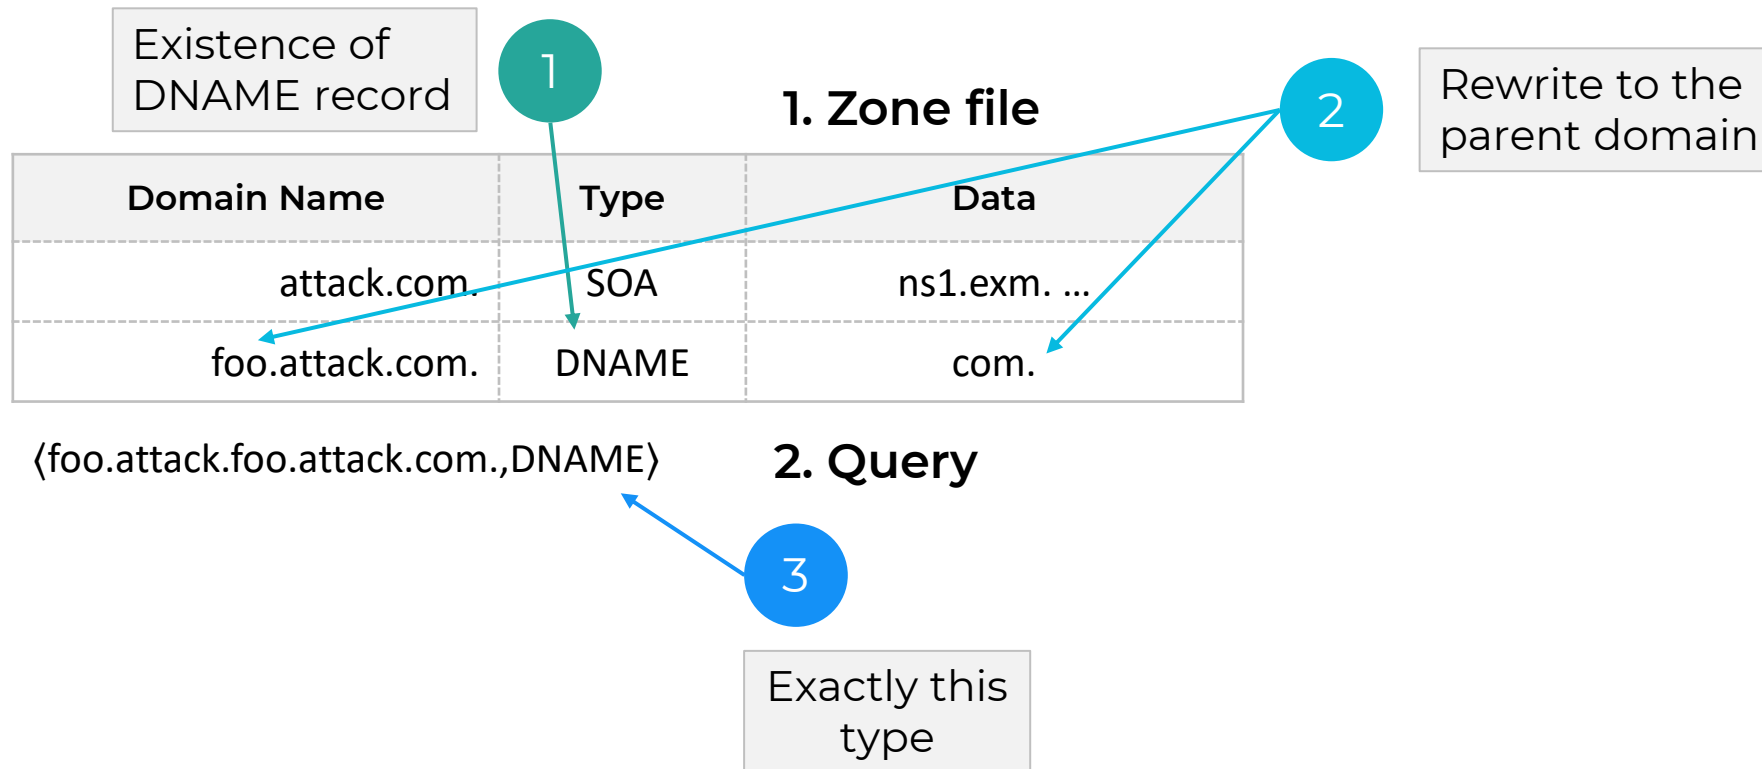 Existence of
DNAME record
1
1. Zone file
2
Rewrite to the
parent domain
Domain Name Type Data
attack.com. SOA ns1.exm. ...
foo.attack.com. DNAME com.
⟨foo.attack.foo.attack.com.,DNAME⟩
2. Query
3
Exactly this
type